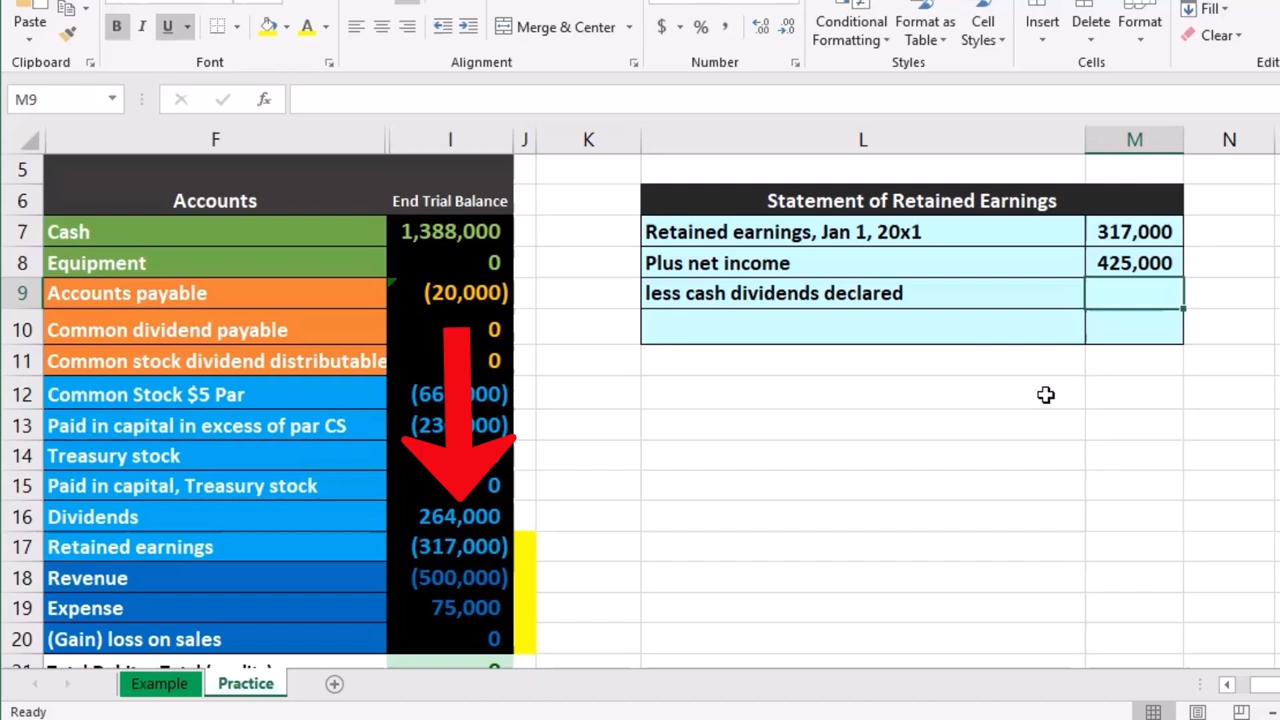 Paste
B I U
Merge & Center
$ % ,
Conditional Formatting
Format as Table
Cell Styles
Insert Delete Format
Fill
Clear
Clipboard Font Alignment Number Styles Cells Edit
M9 fx
F I J K L M N
5
6 Accounts End Trial Balance Statement of Retained Earnings
7 Cash 1,388,000 Retained earnings, Jan 1, 20x1 317,000
8 Equipment 0 Plus net income 425,000
9 Accounts payable (20,000) less cash dividends declared
10 Common dividend payable 0
11 Common stock dividend distributable 0
12 Common Stock $5 Par
13 Paid in capital in excess of par CS
14 Treasury stock
15 Paid in capital, Treasury stock 0
16 Dividends 264,000
17 Retained earnings (317,000)
18 Revenue (500,000)
19 Expense 75,000
20 (Gain) loss on sales 0
Example Practice
Ready